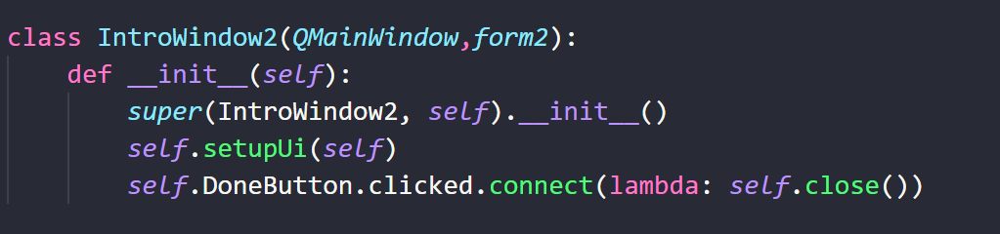 class IntroWindow2(QMainWindow,form2):
    def __init__(self):
        super(IntroWindow2, self).__init__()
        self.setupUi(self)
        self.DoneButton.clicked.connect(lambda: self.close())